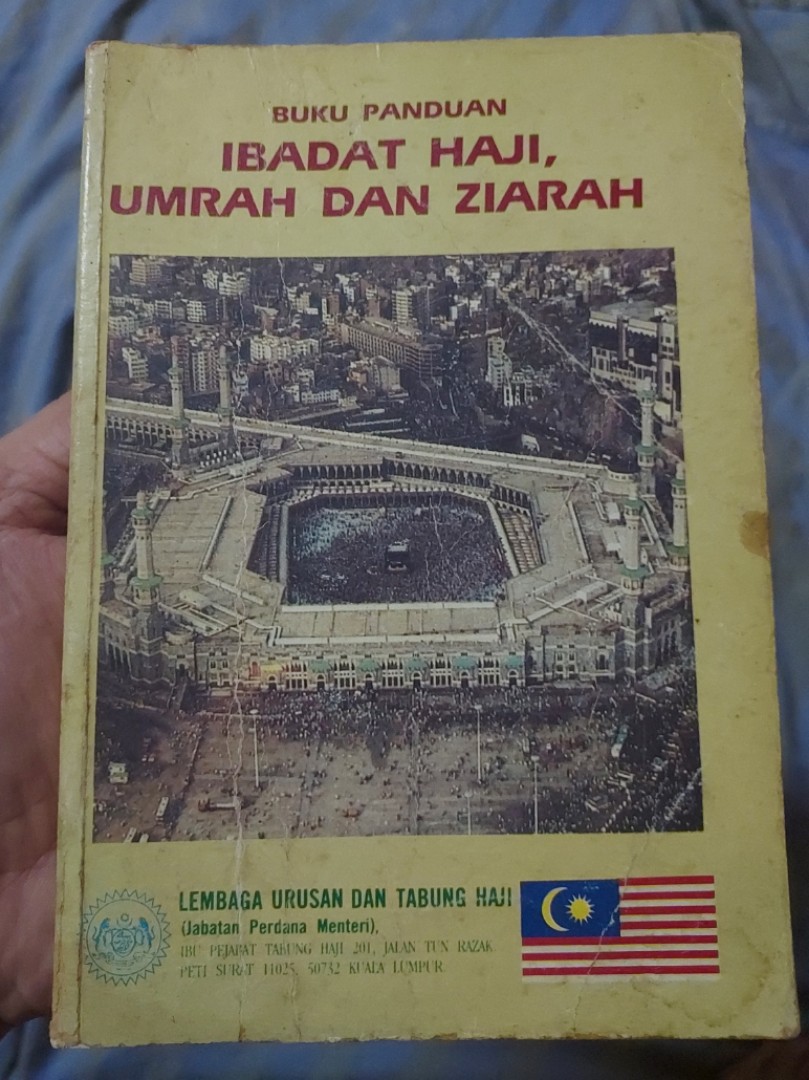 BUKU PANDUAN
IBADAT HAJI,
UMRAH DAN ZIARAH
LEMBAGA URUSAN DAN TABUNG HAJI
(Jabatan Perdana Menteri),
IBU PEJABAT TABUNG HAJI 201, JALAN TUN RAZAK
PETI SURAT 11025, 50732 KUALA LUMPUR